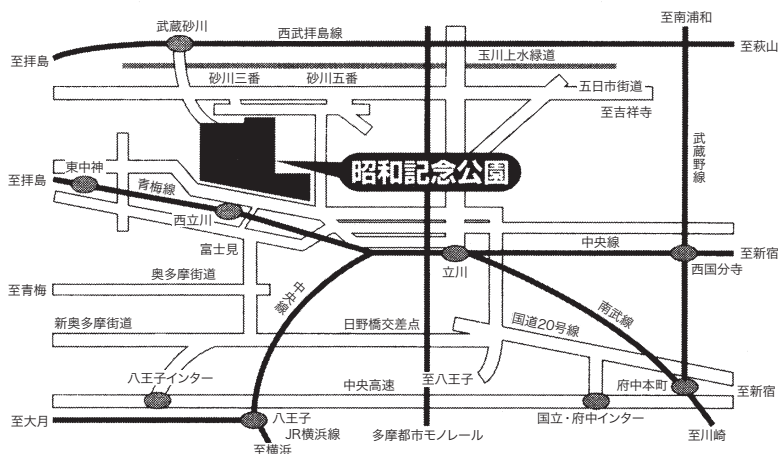 至南浦和
武蔵砂川
西武拝島線
至拝島
至萩山
玉川上水緑道
砂川三番
砂川五番
五日市街道
至吉祥寺
武蔵野線
昭和記念公園
東中神
至拝島
青梅線
西立川
富士見
中央線
立川
至新宿
西国分寺
奥多摩街道
至青梅
中央線
南武線
国道20号線
新奥多摩街道
日野橋交差点
八王子インター
中央高速
至八王子
府中本町
至新宿
至大月
八王子
JR横浜線
至横浜
多摩都市モノレール
国立・府中インター
至川崎